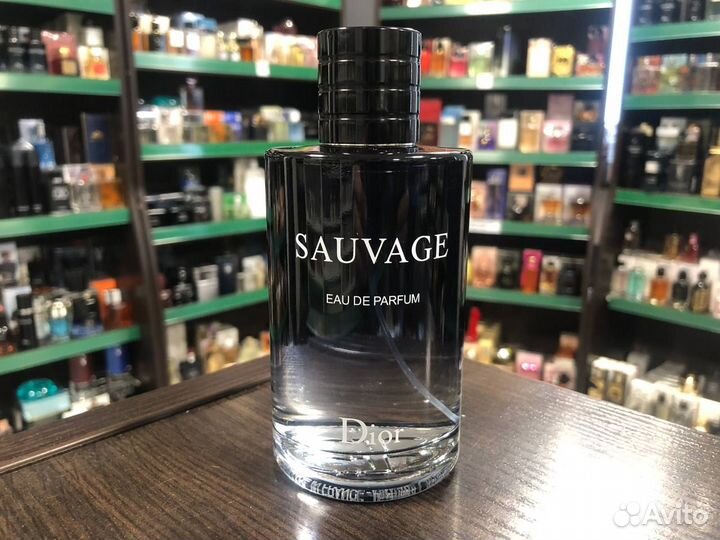 SAUVAGE
EAU DE PARFUM
Dior
Avito